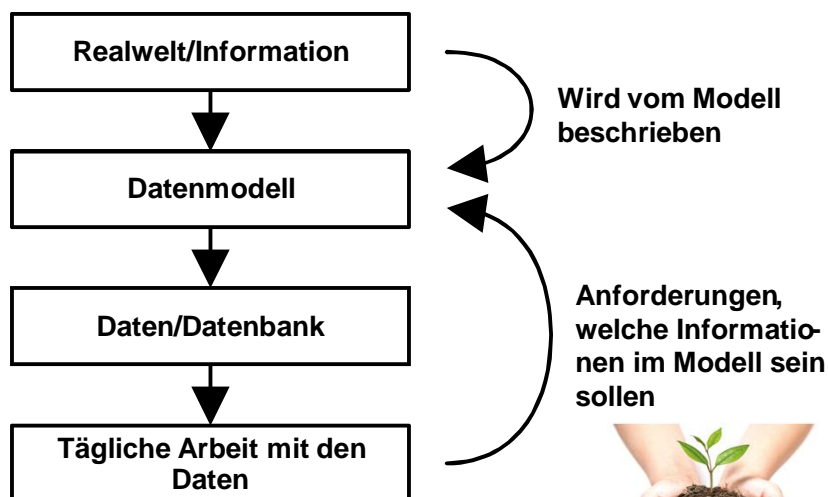 Realwelt/Information
Wird vom Modell
beschrieben
Datenmodell
Daten/Datenbank
Anforderungen,
welche Informatio-
nen im Modell sein
sollen
Tägliche Arbeit mit den
Daten